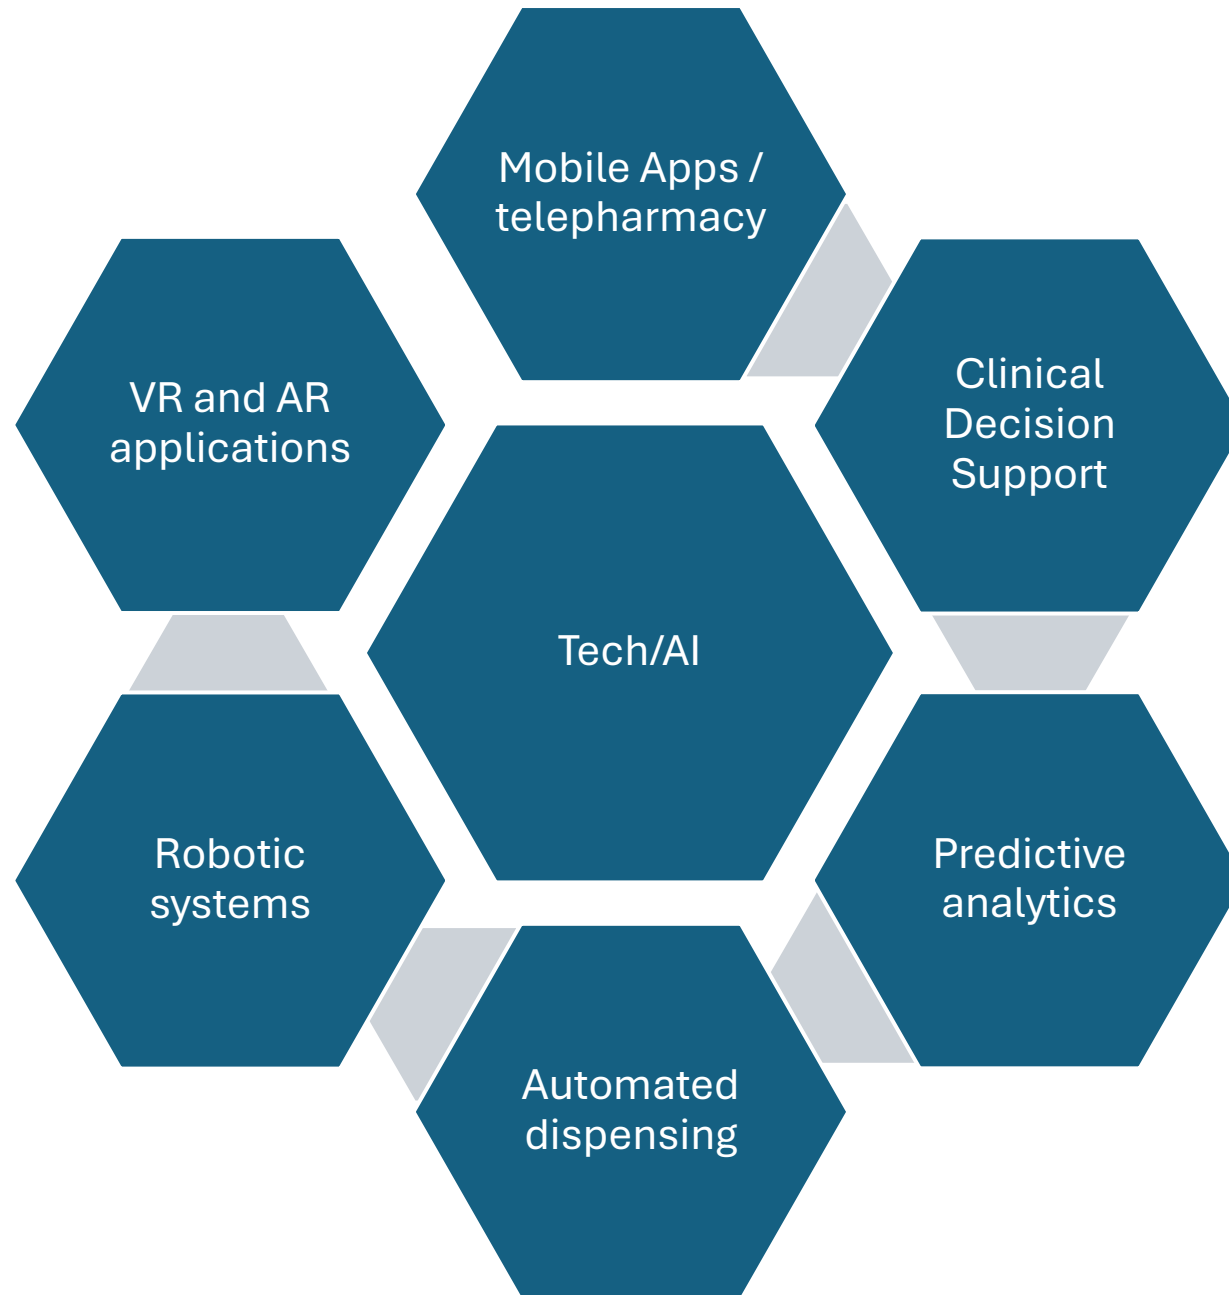 Mobile Apps /
telepharmacy
Clinical
Decision
Support
VR and AR
applications
Tech/AI
Robotic
systems
Predictive
analytics
Automated
dispensing